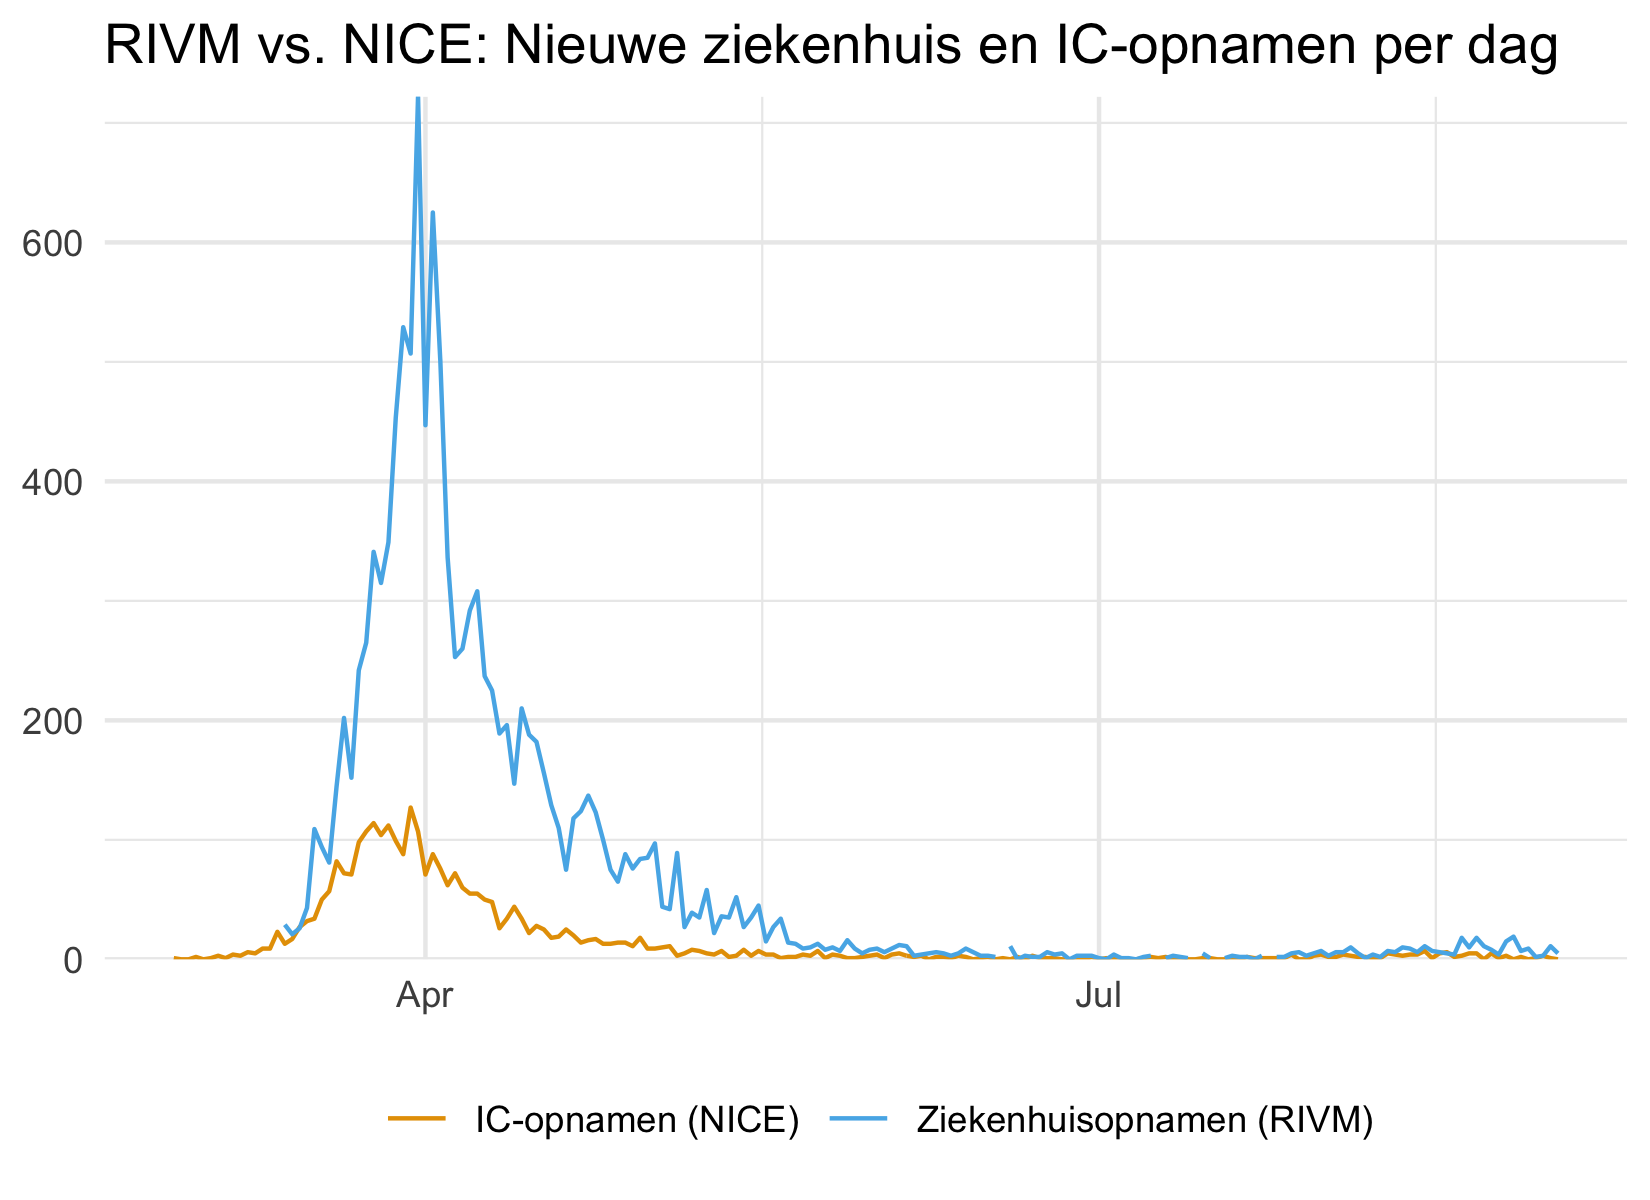 RIVM vs. NICE: Nieuwe ziekenhuis en IC-opnamen per dag
600
400
200
0
Apr Jul
IC-opnamen (NICE) Ziekenhuisopnamen (RIVM)